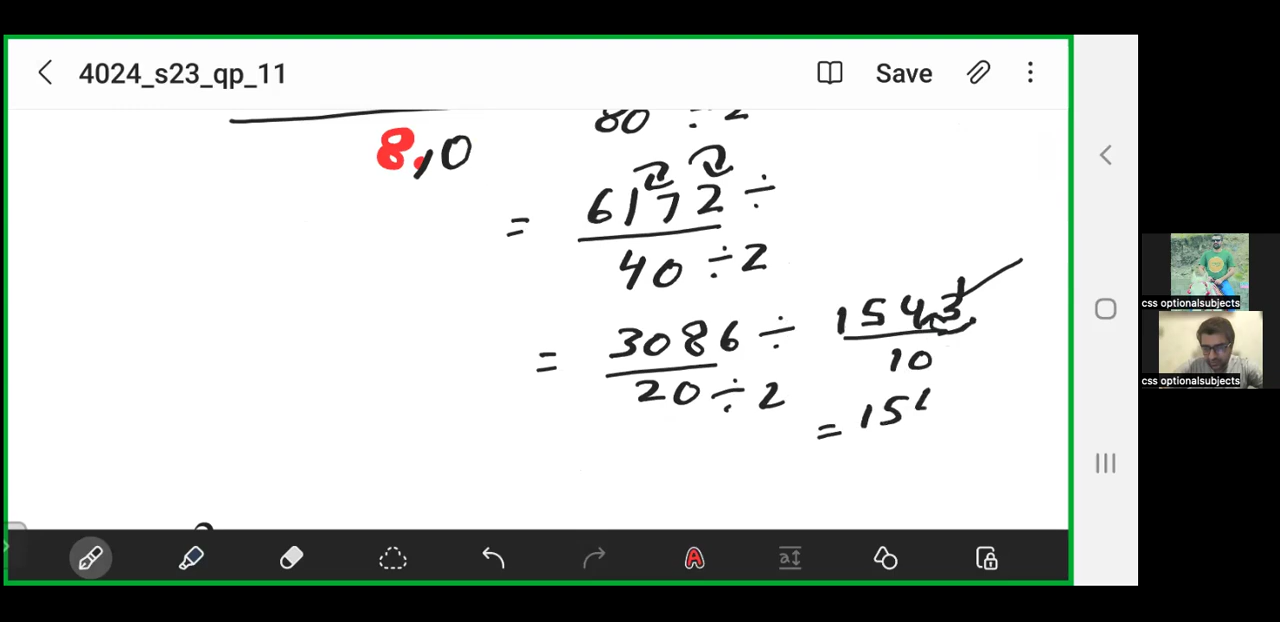 4024_s23_qp_11
Save
80 ÷ 2
8,0
= 6172 ÷
40 ÷ 2
= 3086 ÷
20 ÷ 2
1543
10
= 15
css optionalsubjects
css optionalsubjects
A
a